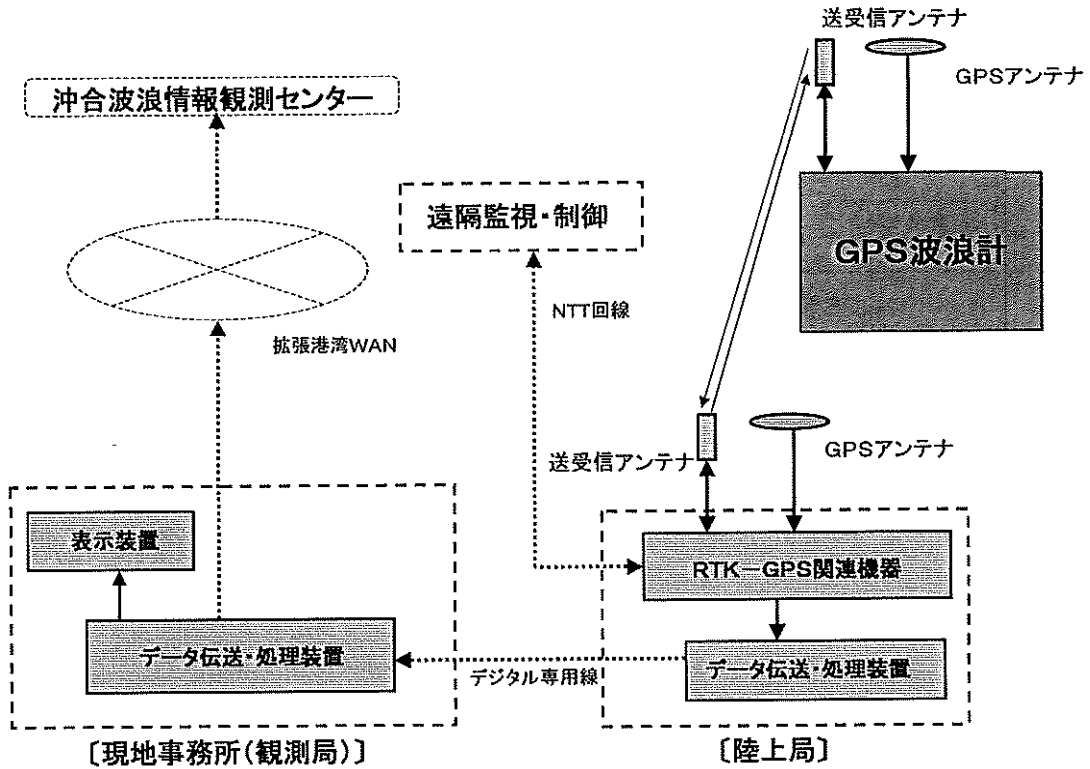 送受信アンテナ
GPSアンテナ
沖合波浪情報観測センター
遠隔監視・制御
GPS波浪計
NTT回線
拡張港湾WAN
送受信アンテナ
GPSアンテナ
表示装置
RTK－GPS関連機器
データ伝送・処理装置
デジタル専用線
データ伝送・処理装置
〔現地事務所(観測局)〕
〔陸上局〕